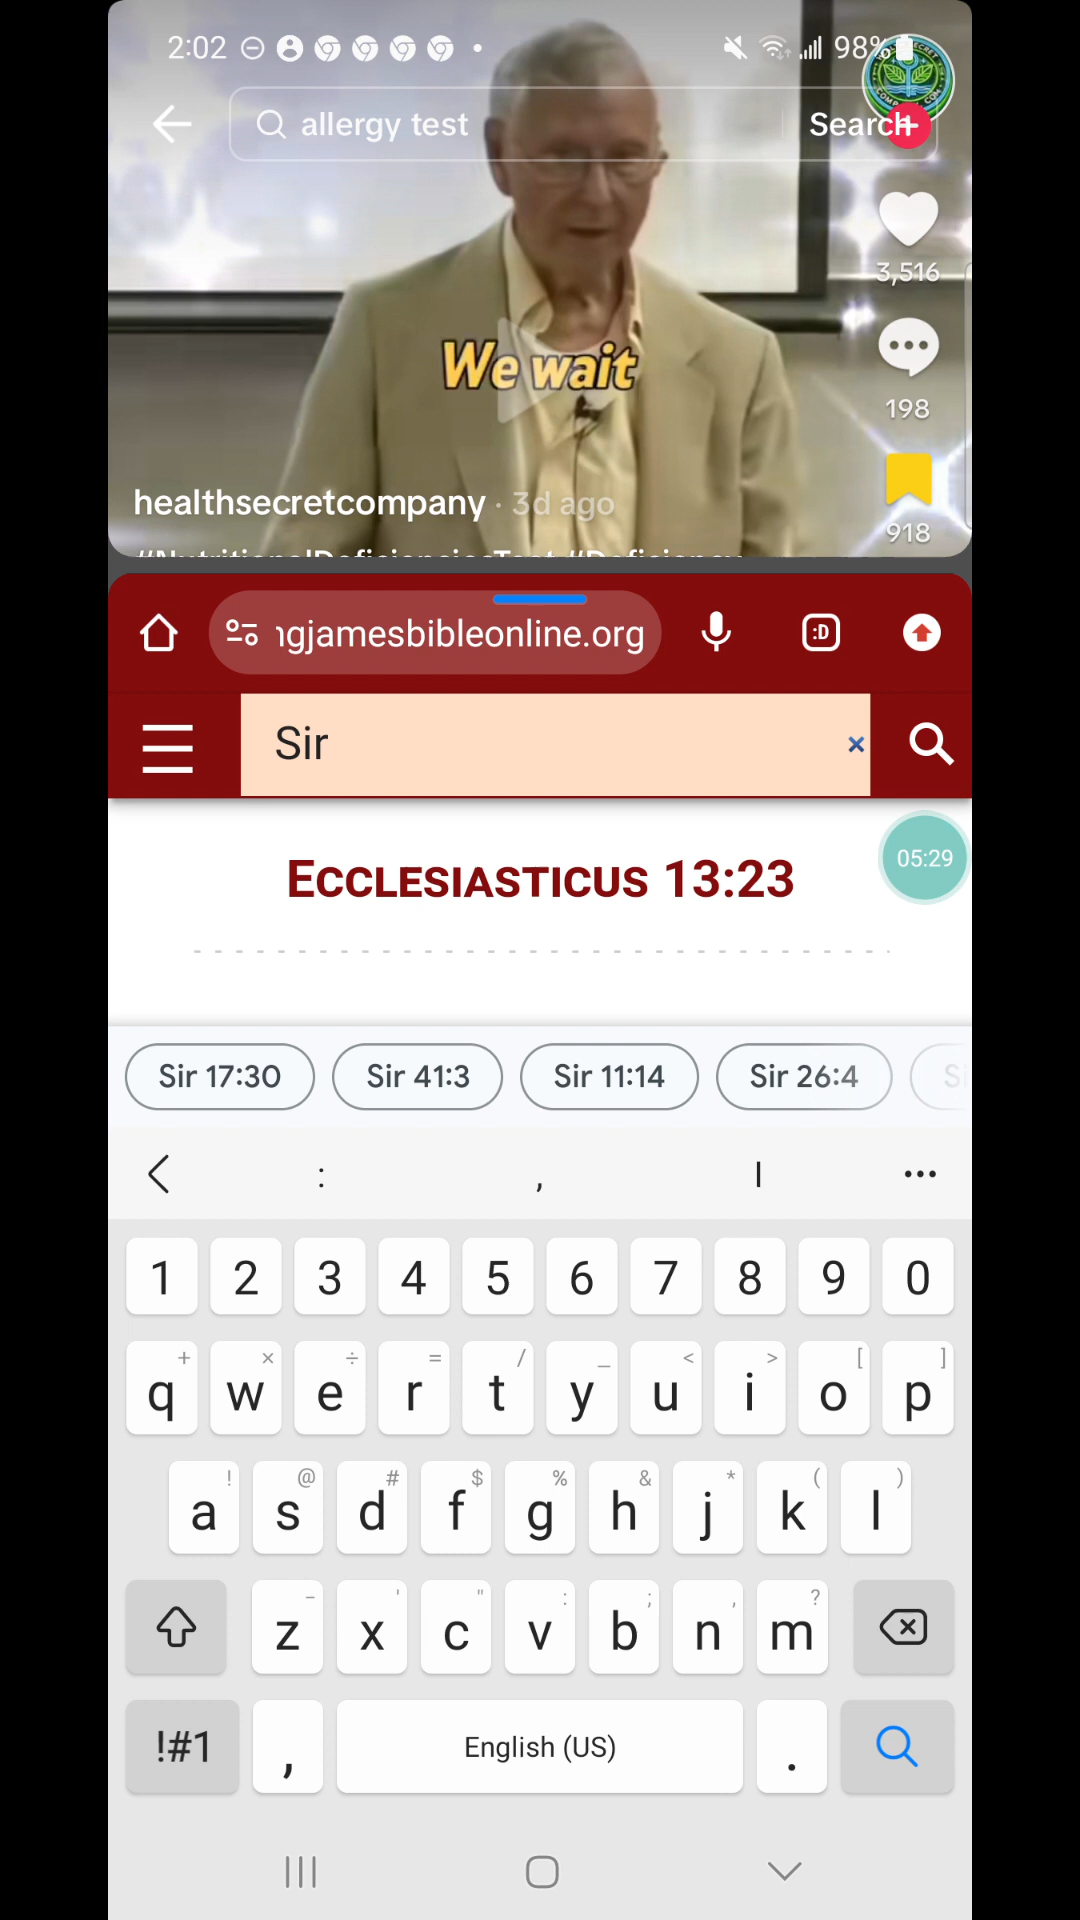 2:02 98%
allergy test Search
3,516
We wait
198
healthsecretcompany · 3d ago
918
ngjamesbibleonline.org :D
Sir ×
05:29
ECCLESIASTICUS 13:23
Sir 17:30 Sir 41:3 Sir 11:14 Sir 26:4
: , I
1 2 3 4 5 6 7 8 9 0
+ × ÷ = / _ < > [ ]
q w e r t y u i o p
! @ # $ % & * ( )
a s d f g h j k l
- ' " : ; , ?
z x c v b n m
!#1 , English (US) .